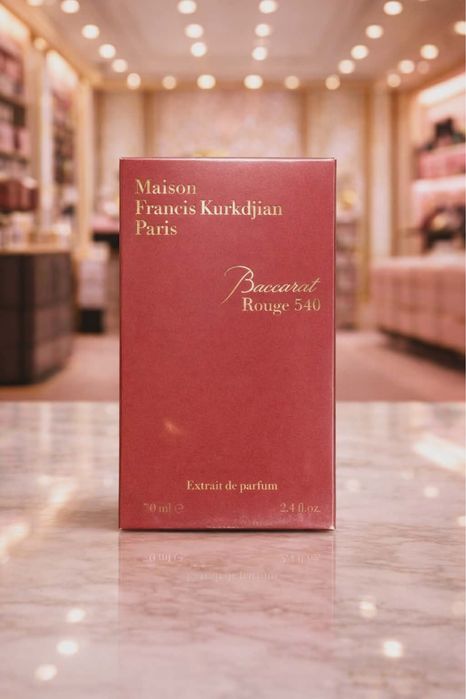 Maison
Francis Kurkdjian
Paris
Baccarat
Rouge 540
Extrait de parfum
70 ml ℮ 2.4 fl.oz.